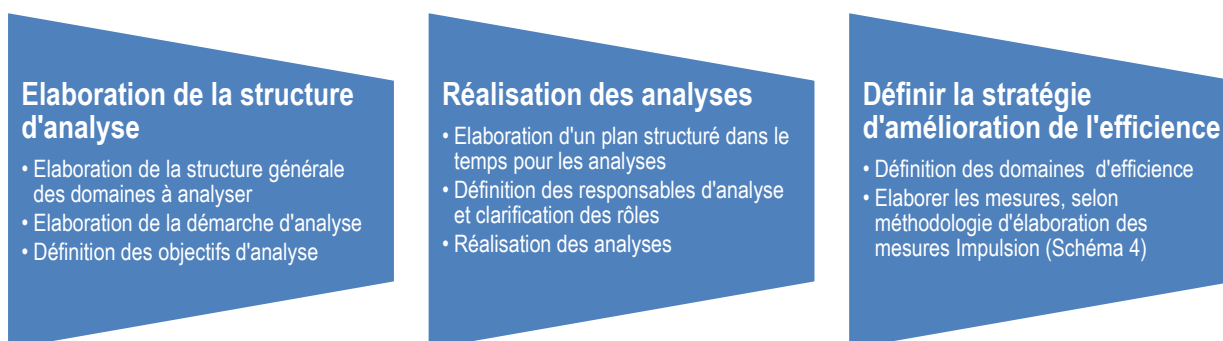 Elaboration de la structure
d'analyse
• Elaboration de la structure générale
des domaines à analyser
• Elaboration de la démarche d'analyse
• Définition des objectifs d'analyse
Réalisation des analyses
• Elaboration d'un plan structuré dans le
temps pour les analyses
• Définition des responsables d'analyse
et clarification des rôles
• Réalisation des analyses
Définir la stratégie
d'amélioration de l'efficience
• Définition des domaines d'efficience
• Elaborer les mesures, selon
méthodologie d'élaboration des
mesures Impulsion (Schéma 4)